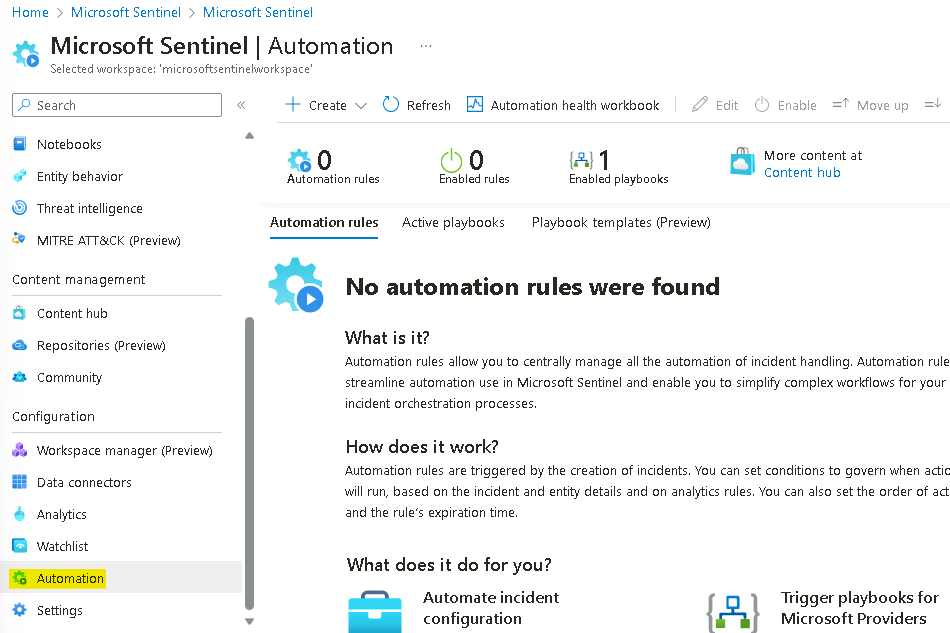 Home > Microsoft Sentinel > Microsoft Sentinel
Microsoft Sentinel | Automation ...
Selected workspace: 'microsoftsentinelworkspace'
Search «
Create Refresh Automation health workbook Edit Enable Move up
Notebooks
Entity behavior
Threat intelligence
MITRE ATT&CK (Preview)
Content management
Content hub
Repositories (Preview)
Community
Configuration
Workspace manager (Preview)
Data connectors
Analytics
Watchlist
Automation
Settings
0
Automation rules
0
Enabled rules
1
Enabled playbooks
More content at
Content hub
Automation rules Active playbooks Playbook templates (Preview)
No automation rules were found
What is it?
Automation rules allow you to centrally manage all the automation of incident handling. Automation rule
streamline automation use in Microsoft Sentinel and enable you to simplify complex workflows for your
incident orchestration processes.
How does it work?
Automation rules are triggered by the creation of incidents. You can set conditions to govern when actio
will run, based on the incident and entity details and on analytics rules. You can also set the order of act
and the rule's expiration time.
What does it do for you?
Automate incident
configuration
Trigger playbooks for
Microsoft Providers